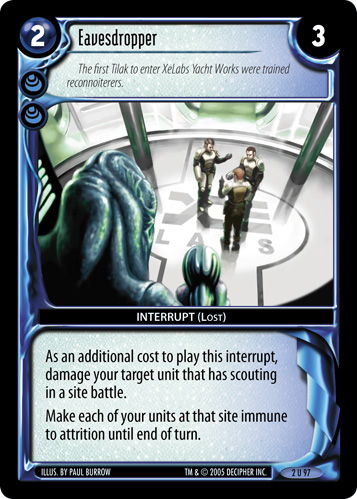 2
Eavesdropper
3
The first Tilak to enter XeLabs Yacht Works were trained
reconnoiterers.
XE
LABS
INTERRUPT (LOST)
As an additional cost to play this interrupt,
damage your target unit that has scouting
in a site battle.
Make each of your units at that site immune
to attrition until end of turn.
ILLUS. BY PAUL BURROW
TM & © 2005 DECIPHER INC.
2 U 97